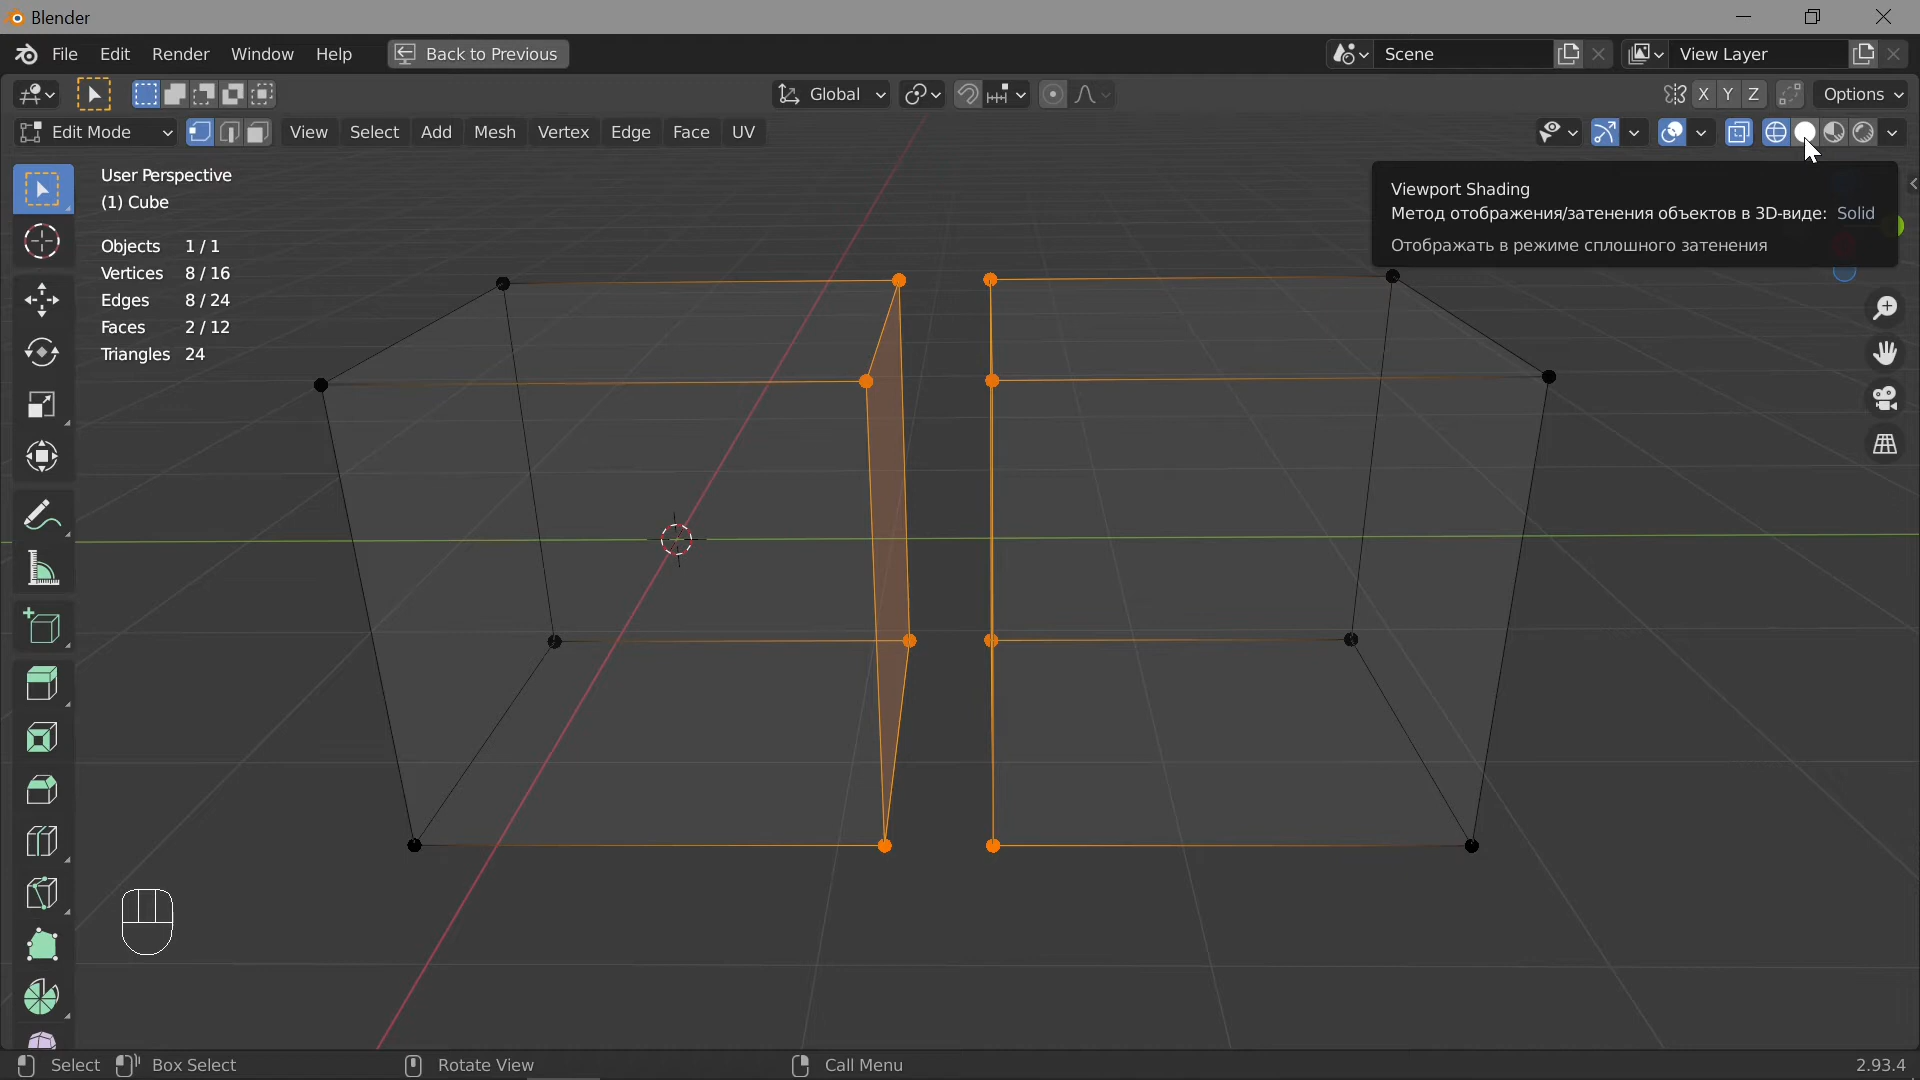 Blender
File Edit Render Window Help Back to Previous Scene View Layer
Global X Y Z Options
Edit Mode View Select Add Mesh Vertex Edge Face UV
User Perspective
(1) Cube
Objects 1 / 1
Vertices 8 / 16
Edges 8 / 24
Faces 2 / 12
Triangles 24
Viewport Shading
Метод отображения/затенения объектов в 3D-виде: Solid
Отображать в режиме сплошного затенения
Select Box Select Rotate View Call Menu 2.93.4